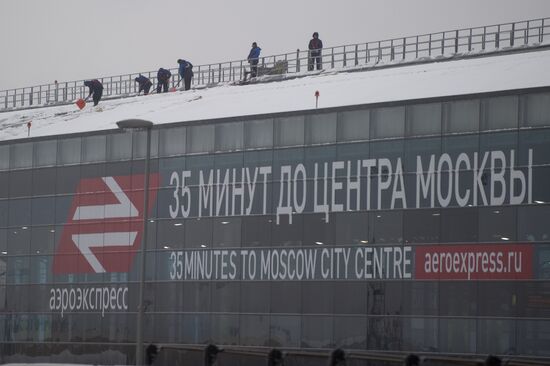 35 МИНУТ ДО ЦЕНТРА МОСКВЫ
35 MINUTES TO MOSCOW CITY CENTRE
aeroexpress.ru
аэроэкспресс